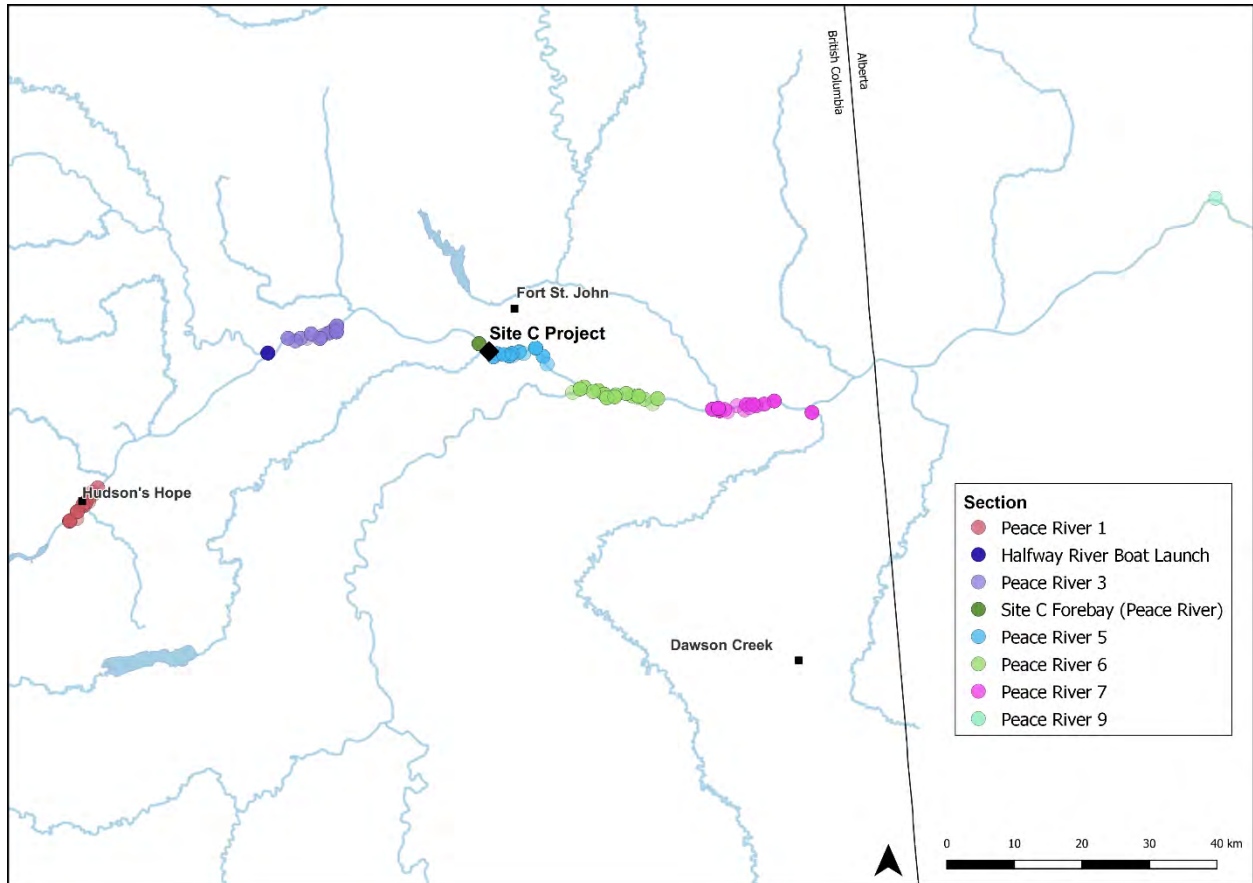 British Columbia
Alberta
Fort St. John
Site C Project
Hudson's Hope
Dawson Creek
Section
Peace River 1
Halfway River Boat Launch
Peace River 3
Site C Forebay (Peace River)
Peace River 5
Peace River 6
Peace River 7
Peace River 9
0 10 20 30 40 km